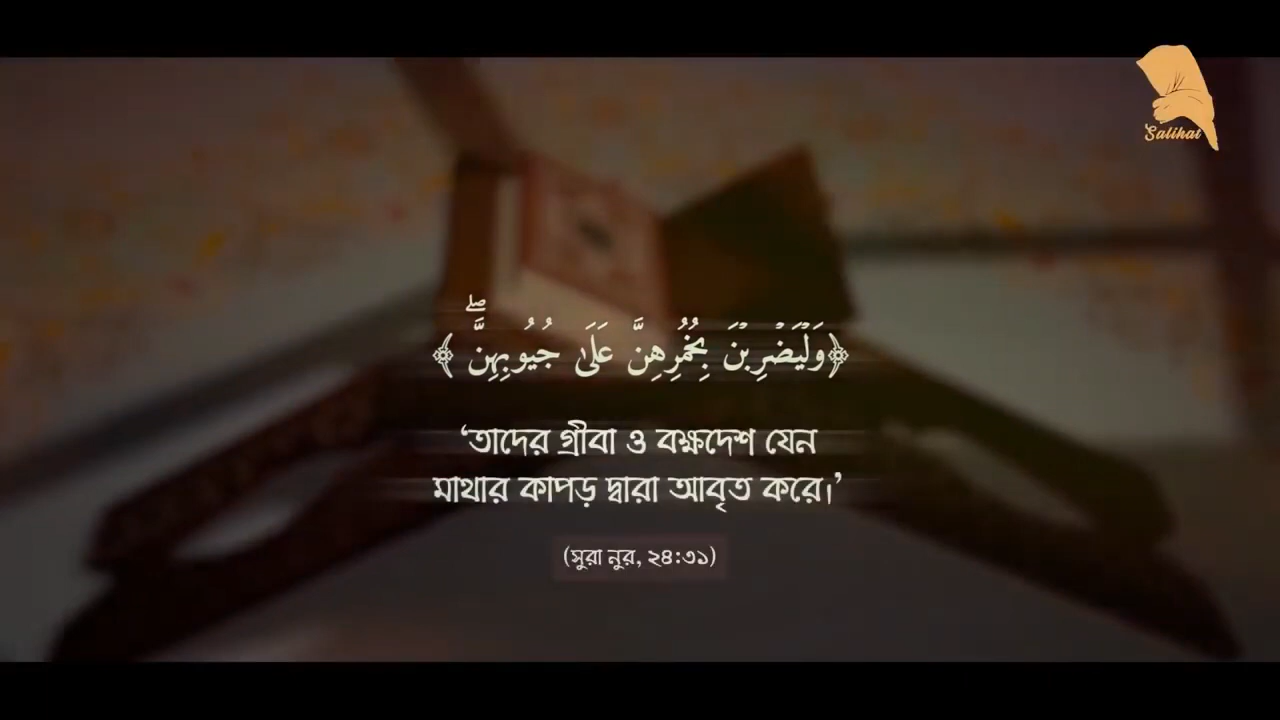 Salihat
﴿وَلْيَضْرِبْنَ بِخُمُرِهِنَّ عَلَىٰ جُيُوبِهِنَّ ۖ﴾
‘তাদের গ্রীবা ও বক্ষদেশ যেন
মাথার কাপড় দ্বারা আবৃত করে।’
(সুরা নুর, ২৪:৩১)